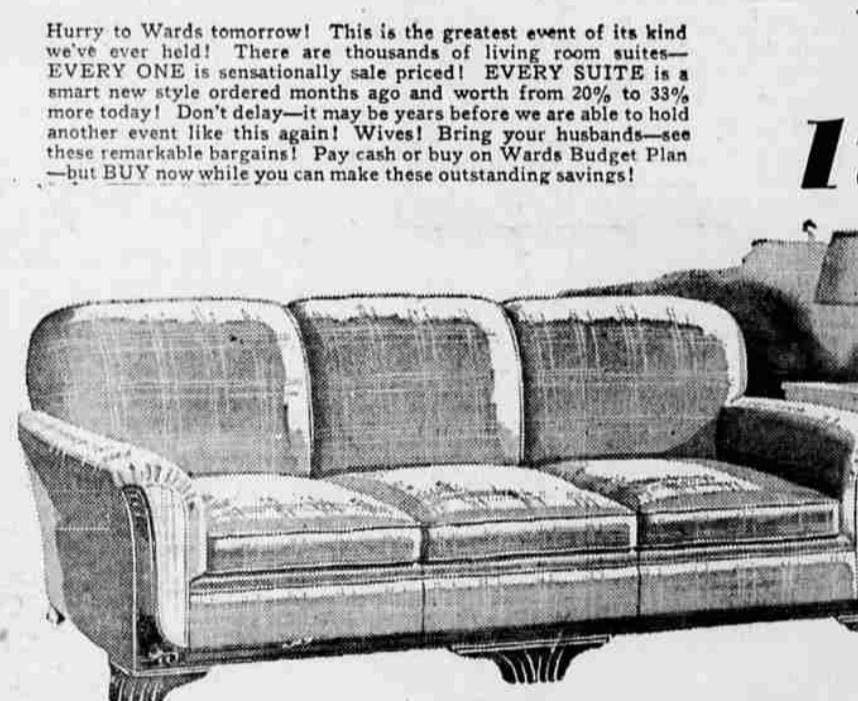 Hurry to Wards tomorrow! This is the greatest event of its kind
we've ever held! There are thousands of living room suites—
EVERY ONE is sensationally sale priced! EVERY SUITE is a
smart new style ordered months ago and worth from 20% to 33%
more today! Don't delay—it may be years before we are able to hold
another event like this again! Wives! Bring your husbands—see
these remarkable bargains! Pay cash or buy on Wards Budget Plan
—but BUY now while you can make these outstanding savings!